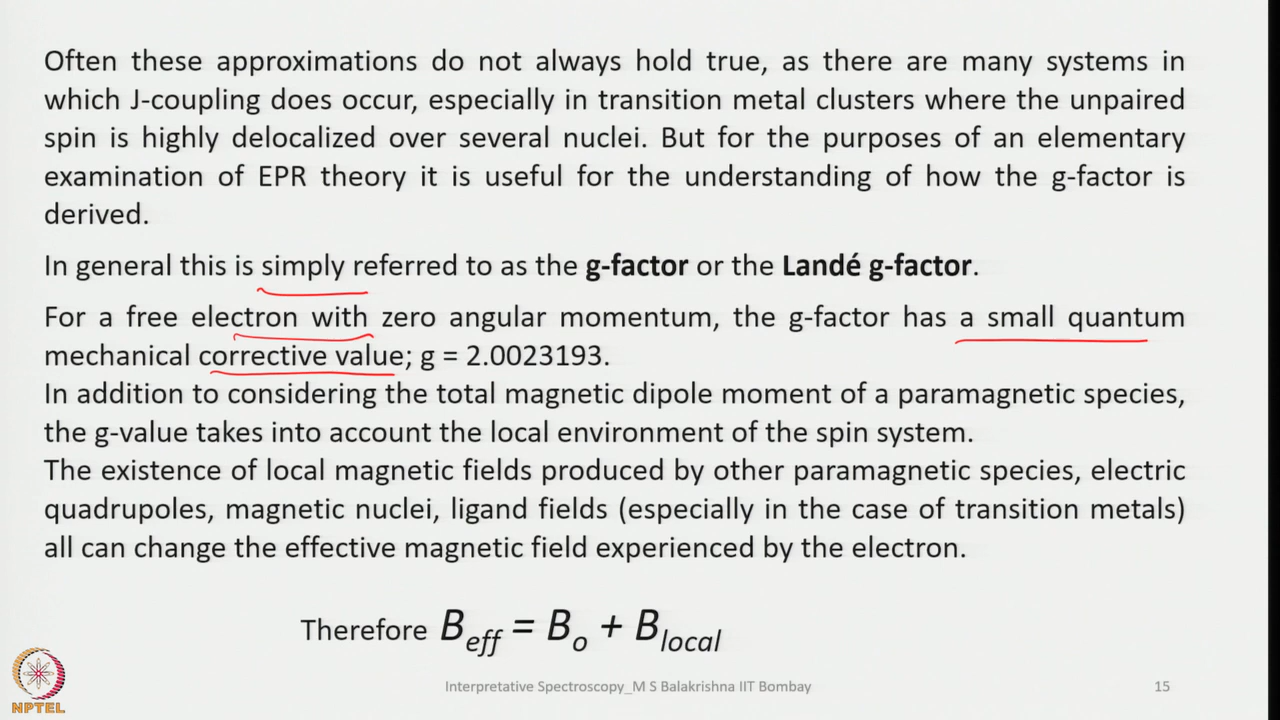 Often these approximations do not always hold true, as there are many systems in
which J-coupling does occur, especially in transition metal clusters where the unpaired
spin is highly delocalized over several nuclei. But for the purposes of an elementary
examination of EPR theory it is useful for the understanding of how the g-factor is
derived.
In general this is simply referred to as the g-factor or the Landé g-factor.
For a free electron with zero angular momentum, the g-factor has a small quantum
mechanical corrective value; g = 2.0023193.
In addition to considering the total magnetic dipole moment of a paramagnetic species,
the g-value takes into account the local environment of the spin system.
The existence of local magnetic fields produced by other paramagnetic species, electric
quadrupoles, magnetic nuclei, ligand fields (especially in the case of transition metals)
all can change the effective magnetic field experienced by the electron.
Therefore B_eff = B_o + B_local
NPTEL
Interpretative Spectroscopy_M S Balakrishna IIT Bombay
15